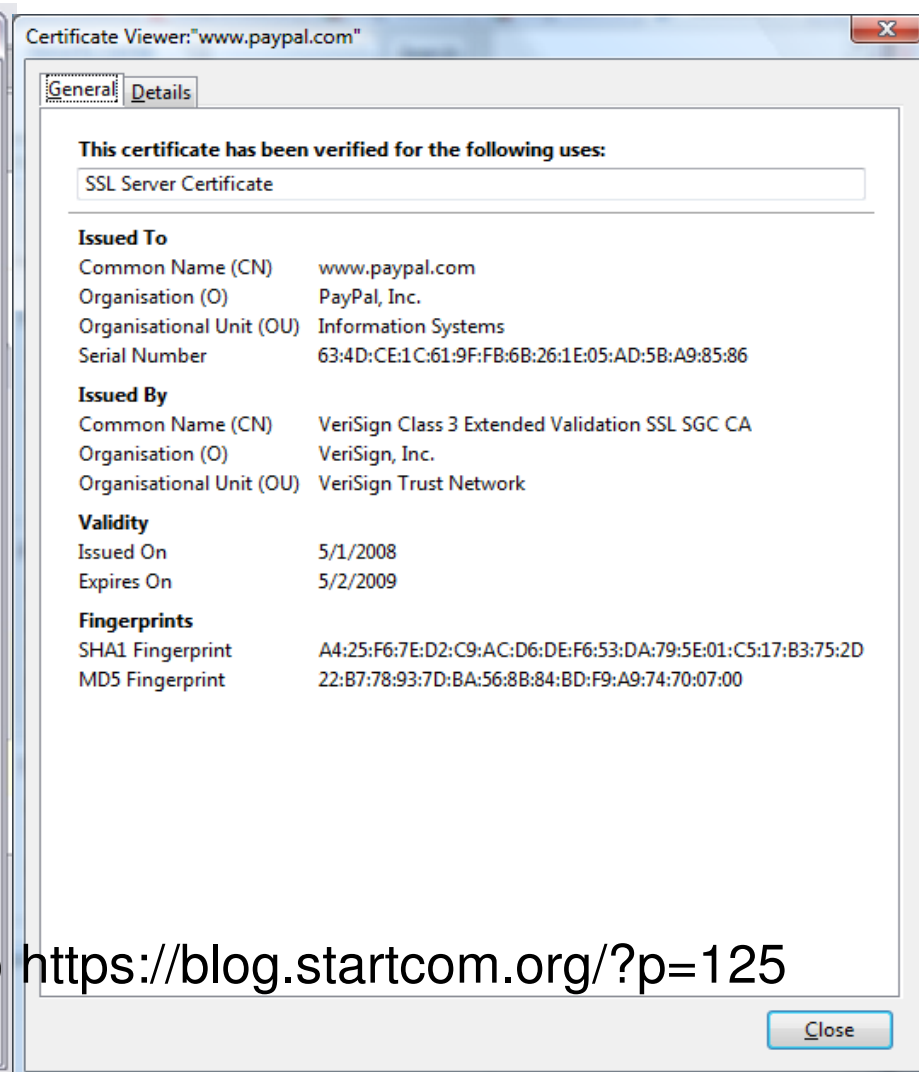 Certificate Viewer:"www.paypal.com"
General Details
This certificate has been verified for the following uses:
SSL Server Certificate
Issued To
Common Name (CN) www.paypal.com
Organisation (O) PayPal, Inc.
Organisational Unit (OU) Information Systems
Serial Number 63:4D:CE:1C:61:9F:FB:6B:26:1E:05:AD:5B:A9:85:86
Issued By
Common Name (CN) VeriSign Class 3 Extended Validation SSL SGC CA
Organisation (O) VeriSign, Inc.
Organisational Unit (OU) VeriSign Trust Network
Validity
Issued On 5/1/2008
Expires On 5/2/2009
Fingerprints
SHA1 Fingerprint A4:25:F6:7E:D2:C9:AC:D6:DE:F6:53:DA:79:5E:01:C5:17:B3:75:2D
MD5 Fingerprint 22:B7:78:93:7D:BA:56:8B:84:BD:F9:A9:74:70:07:00
https://blog.startcom.org/?p=125
Close